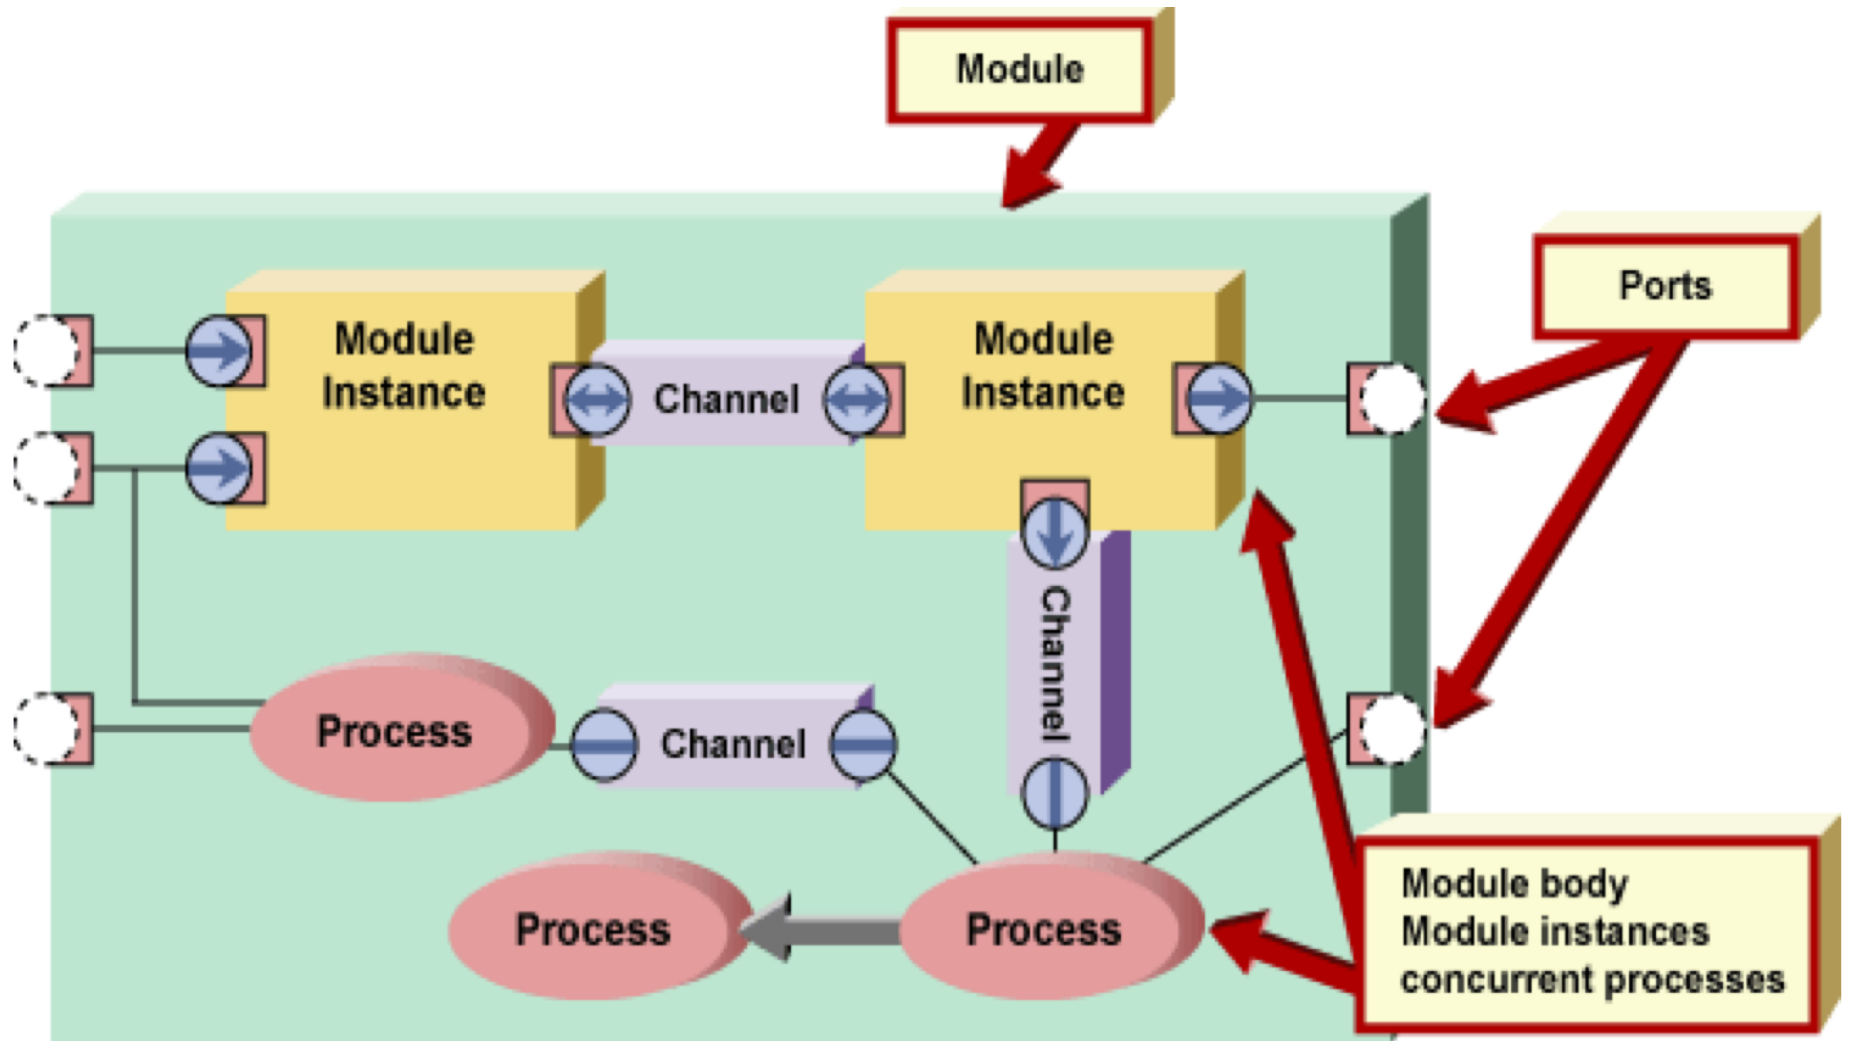 Module
Ports
Module
Instance
Channel
Module
Instance
Channel
Process
Channel
Process
Process
Module body
Module instances
concurrent processes